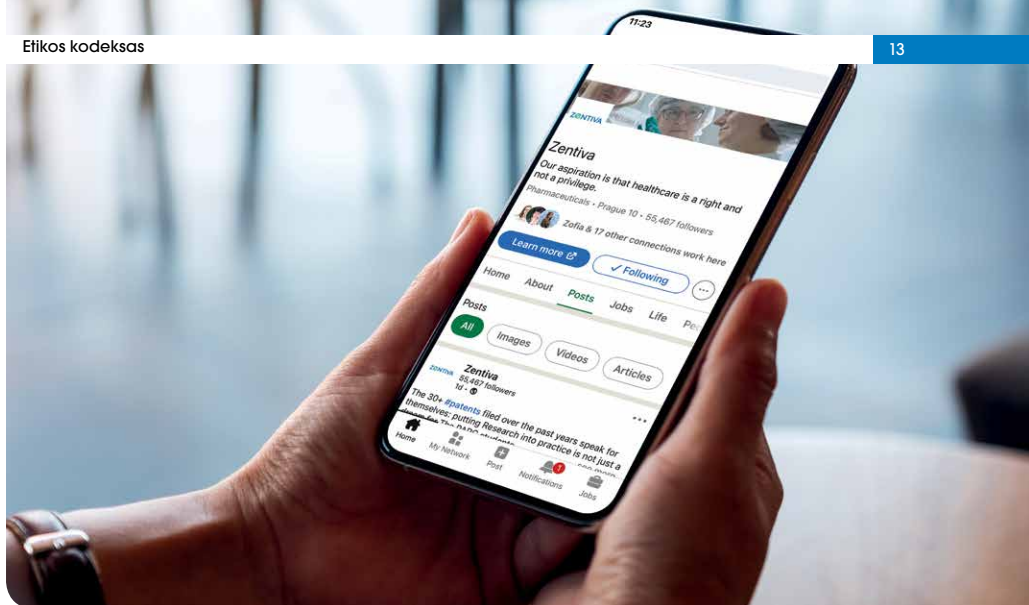 Etikos kodeksas
13
11:23
ZENTIVA
Zentiva
Our aspiration is that healthcare is a right and
not a privilege.
Pharmaceuticals • Prague 10 • 55,467 followers
Zofia & 17 other connections work here
Learn more
✓ Following
Home About Posts Jobs Life
Posts
All Images Videos Articles
ZENTIVA
Zentiva
55,467 followers
1d •
The 30+ #patents filed over the past years speak for
themselves; putting Research into practice is not just a
Home My Network Post Notifications Jobs